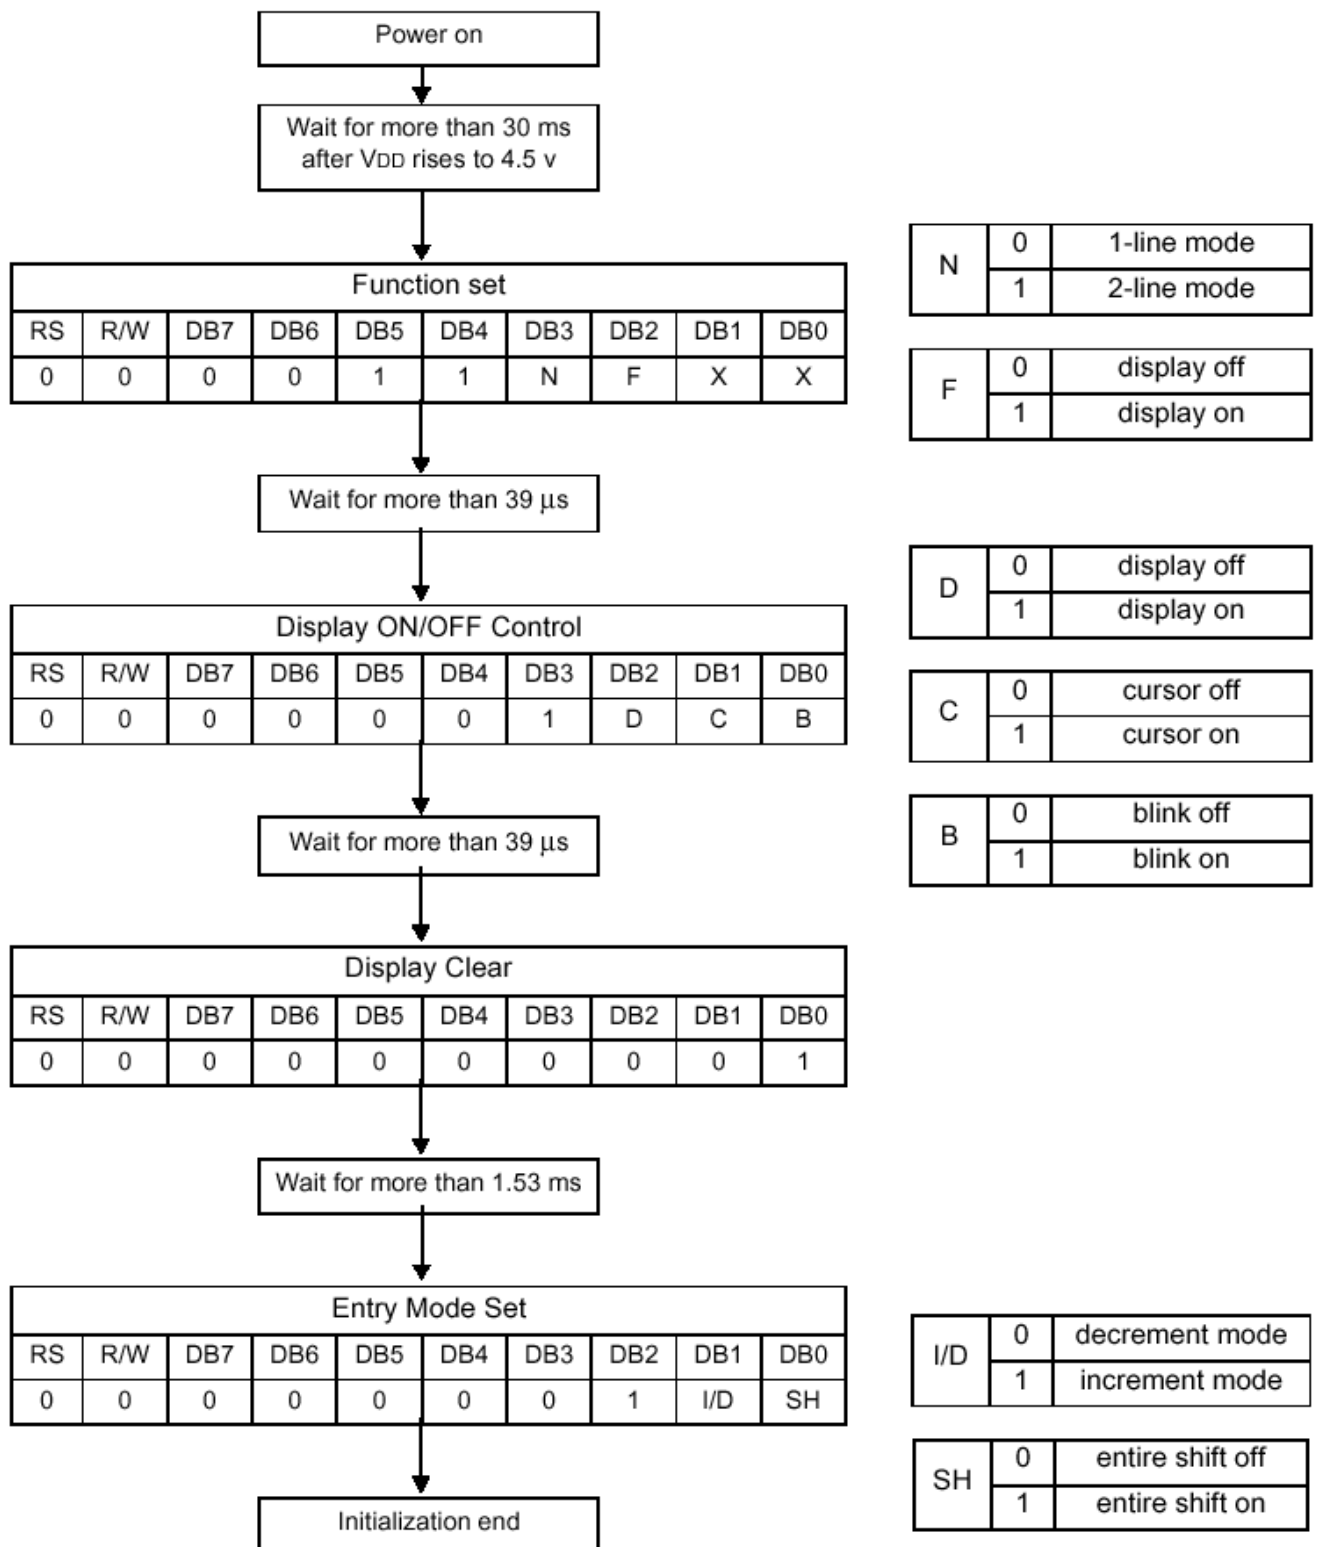 Power on
Wait for more than 30 ms
after VDD rises to 4.5 v
Function set
RS R/W DB7 DB6 DB5 DB4 DB3 DB2 DB1 DB0
0 0 0 0 1 1 N F X X
N 0 1-line mode
1 2-line mode
F 0 display off
1 display on
Wait for more than 39 μs
Display ON/OFF Control
RS R/W DB7 DB6 DB5 DB4 DB3 DB2 DB1 DB0
0 0 0 0 0 0 1 D C B
D 0 display off
1 display on
C 0 cursor off
1 cursor on
B 0 blink off
1 blink on
Wait for more than 39 μs
Display Clear
RS R/W DB7 DB6 DB5 DB4 DB3 DB2 DB1 DB0
0 0 0 0 0 0 0 0 0 1
Wait for more than 1.53 ms
Entry Mode Set
RS R/W DB7 DB6 DB5 DB4 DB3 DB2 DB1 DB0
0 0 0 0 0 0 0 1 I/D SH
I/D 0 decrement mode
1 increment mode
SH 0 entire shift off
1 entire shift on
Initialization end